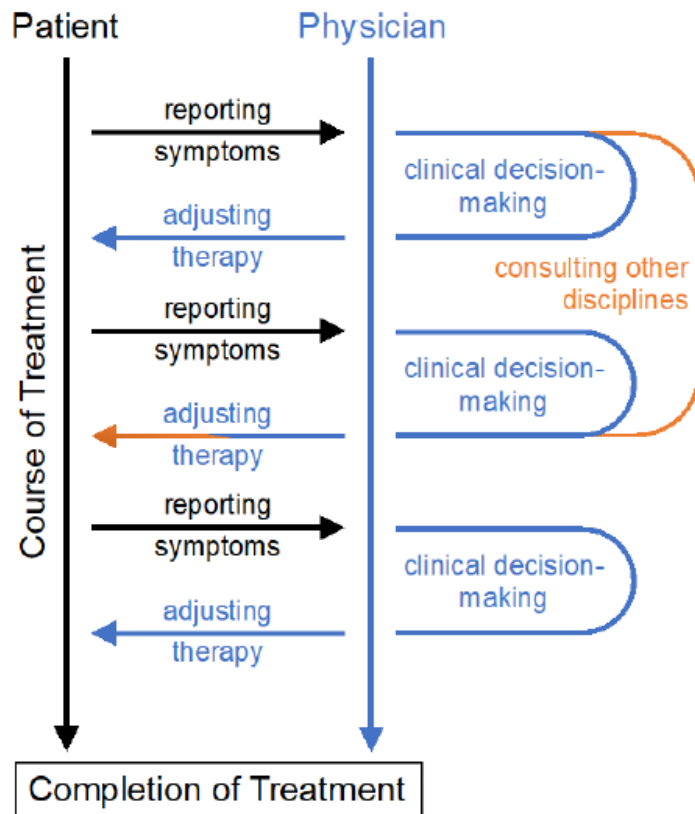 Patient
Physician
reporting
symptoms
clinical decision-
making
adjusting
therapy
consulting other
disciplines
reporting
symptoms
clinical decision-
making
adjusting
therapy
reporting
symptoms
clinical decision-
making
adjusting
therapy
Course of Treatment
Completion of Treatment